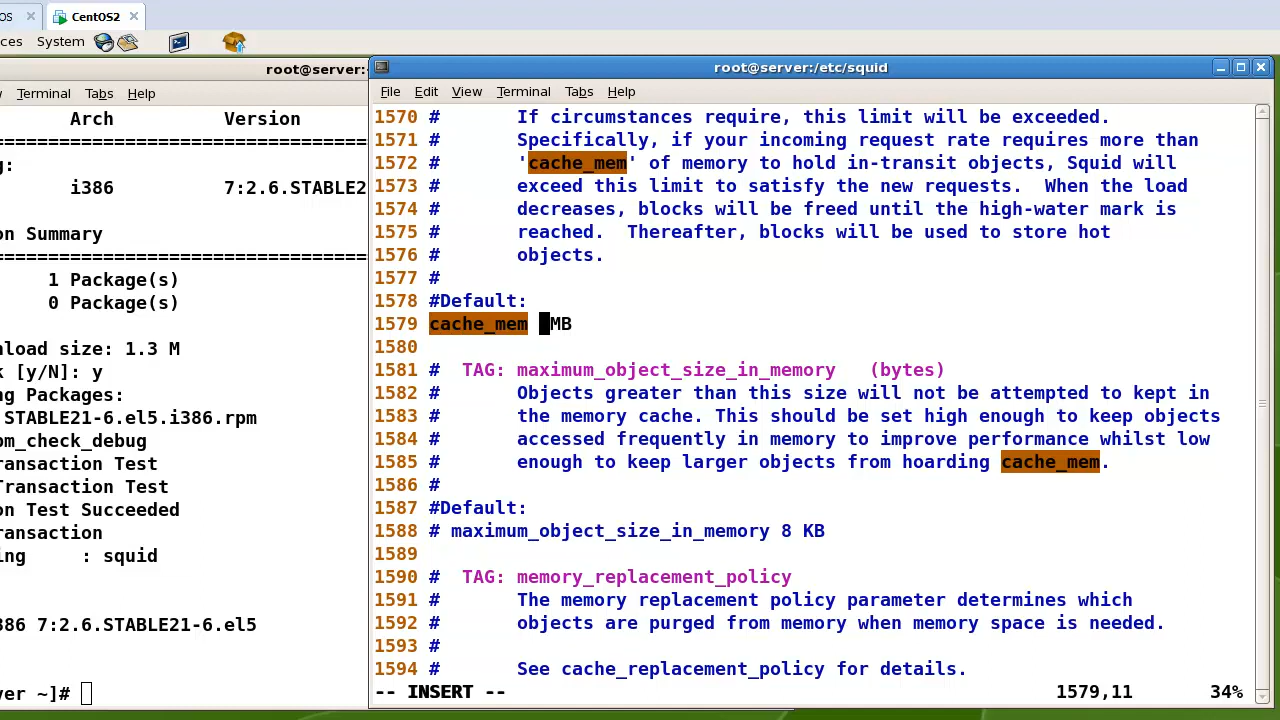 OS
CentOS2
ces System
root@server:
Terminal Tabs Help
Arch Version
===================================
g:
i386 7:2.6.STABLE2
on Summary
===================================
1 Package(s)
0 Package(s)
nload size: 1.3 M
k [y/N]: y
ng Packages:
STABLE21-6.el5.i386.rpm
pm_check_debug
ransaction Test
Transaction Test
on Test Succeeded
ransaction
ing : squid
386 7:2.6.STABLE21-6.el5
ver ~]#
root@server:/etc/squid
File Edit View Terminal Tabs Help
1570 # If circumstances require, this limit will be exceeded.
1571 # Specifically, if your incoming request rate requires more than
1572 # 'cache_mem' of memory to hold in-transit objects, Squid will
1573 # exceed this limit to satisfy the new requests. When the load
1574 # decreases, blocks will be freed until the high-water mark is
1575 # reached. Thereafter, blocks will be used to store hot
1576 # objects.
1577 #
1578 #Default:
1579 cache_mem MB
1580
1581 # TAG: maximum_object_size_in_memory (bytes)
1582 # Objects greater than this size will not be attempted to kept in
1583 # the memory cache. This should be set high enough to keep objects
1584 # accessed frequently in memory to improve performance whilst low
1585 # enough to keep larger objects from hoarding cache_mem.
1586 #
1587 #Default:
1588 # maximum_object_size_in_memory 8 KB
1589
1590 # TAG: memory_replacement_policy
1591 # The memory replacement policy parameter determines which
1592 # objects are purged from memory when memory space is needed.
1593 #
1594 # See cache_replacement_policy for details.
-- INSERT -- 1579,11 34%